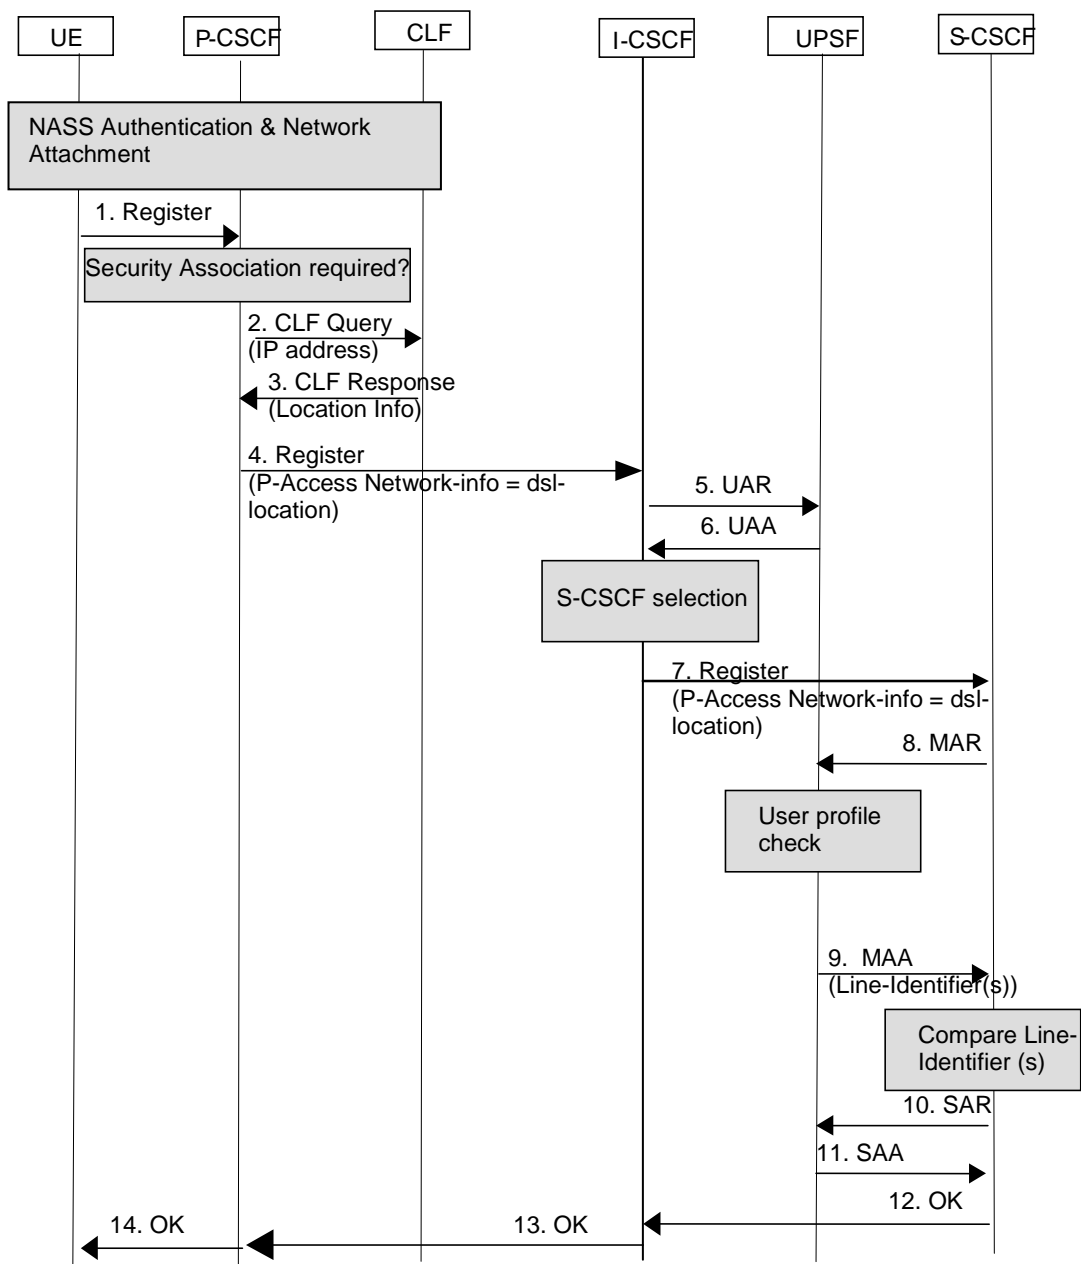 UE
P-CSCF
CLF
I-CSCF
UPSF
S-CSCF
NASS Authentication & Network
Attachment
1. Register
Security Association required?
2. CLF Query
(IP address)
3. CLF Response
(Location Info)
4. Register
(P-Access Network-info = dsl-
location)
5. UAR
6. UAA
S-CSCF selection
7. Register
(P-Access Network-info = dsl-
location)
8. MAR
User profile
check
9. MAA
(Line-Identifier(s))
Compare Line-
Identifier (s)
10. SAR
11. SAA
12. OK
13. OK
14. OK